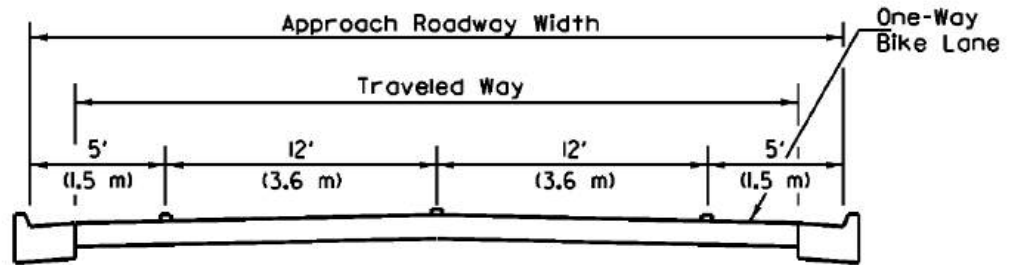 Approach Roadway Width
One-Way
Bike Lane
Traveled Way
5' 12' 12' 5'
(1.5 m) (3.6 m) (3.6 m) (1.5 m)